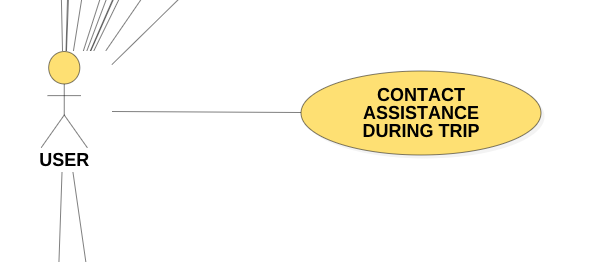 CONTACT
ASSISTANCE
DURING TRIP
USER